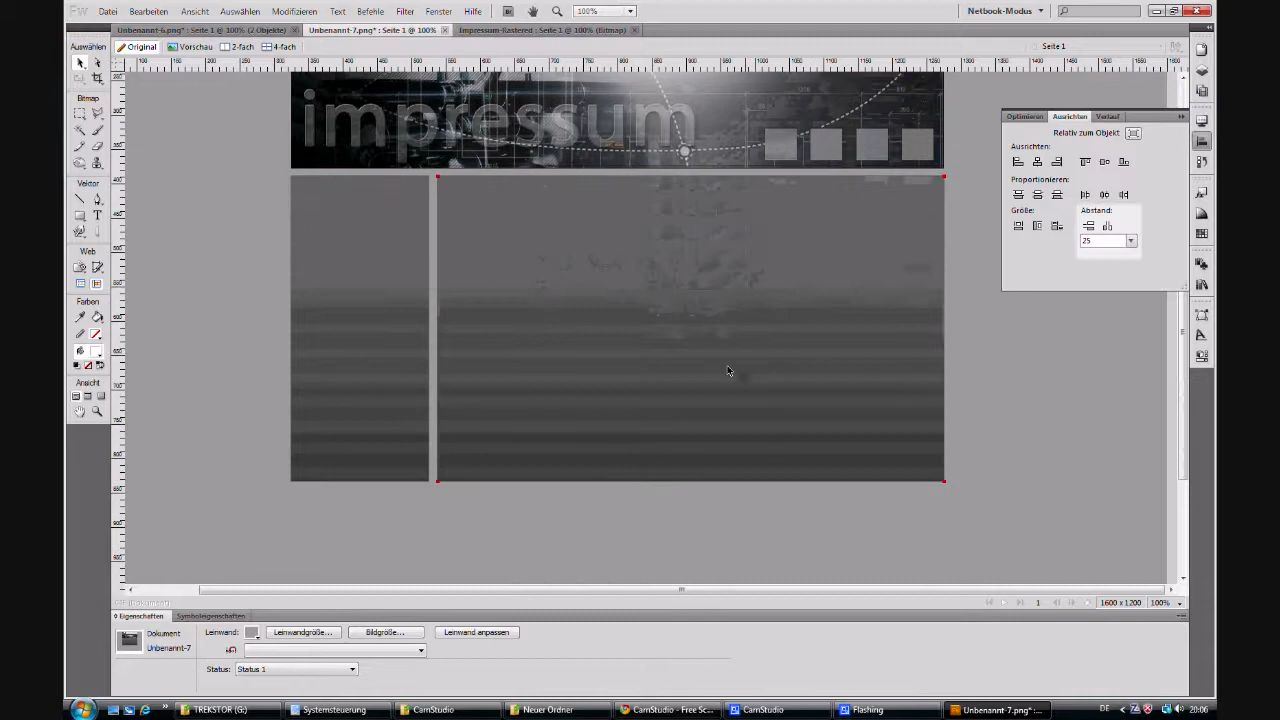 Fw Datei Bearbeiten Ansicht Auswählen Modifizieren Text Befehle Filter Fenster Hilfe Br 100% Netbook-Modus
Unbenannt-6.png* : Seite 1 @ 100% (2 Objekte) Unbenannt-7.png* : Seite 1 @ 100% Impressum-Rastered : Seite 1 @ 100% (Bitmap)
Auswählen Original Vorschau 2-fach 4-fach Seite 1
Bitmap
Vektor
Web
Farben
Ansicht
impressum
Optimieren Ausrichten Verlauf
Relativ zum Objekt
Ausrichten:
Proportionieren:
Größe: Abstand:
25
(Dokument) 1 1600 x 1200 100%
Eigenschaften Symboleigenschaften
Dokument Leinwand: Leinwandgröße... Bildgröße... Leinwand anpassen
Unbenannt-7
Status: Status 1
TREKSTOR (G:) Systemsteuerung CamStudio Neuer Ordner CamStudio - Free Sc... CamStudio Flashing Unbenannt-7.png* :... DE 20:06